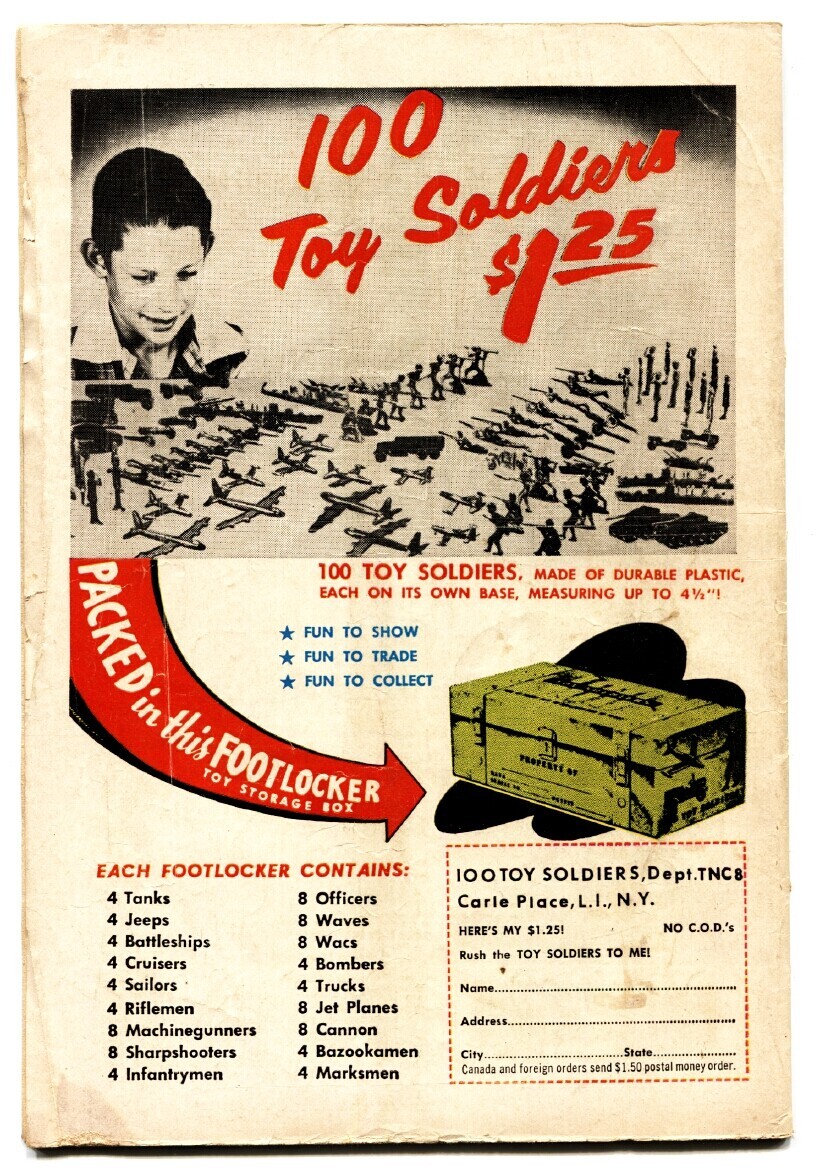 100
Toy Soldiers
$1.25
100 TOY SOLDIERS, MADE OF DURABLE PLASTIC,
EACH ON ITS OWN BASE, MEASURING UP TO 4½"!
★ FUN TO SHOW
★ FUN TO TRADE
★ FUN TO COLLECT
PACKED in this FOOTLOCKER
TOY STORAGE BOX
PROPERTY OF
EACH FOOTLOCKER CONTAINS:
4 Tanks
4 Jeeps
4 Battleships
4 Cruisers
4 Sailors
4 Riflemen
8 Machinegunners
8 Sharpshooters
4 Infantrymen
8 Officers
8 Waves
8 Wacs
4 Bombers
4 Trucks
8 Jet Planes
8 Cannon
4 Bazookamen
4 Marksmen
100 TOY SOLDIERS, Dept. TNC8
Carle Place, L.I., N.Y.
HERE'S MY $1.25! NO C.O.D.'s
Rush the TOY SOLDIERS TO ME!
Name
Address
City State
Canada and foreign orders send $1.50 postal money order.